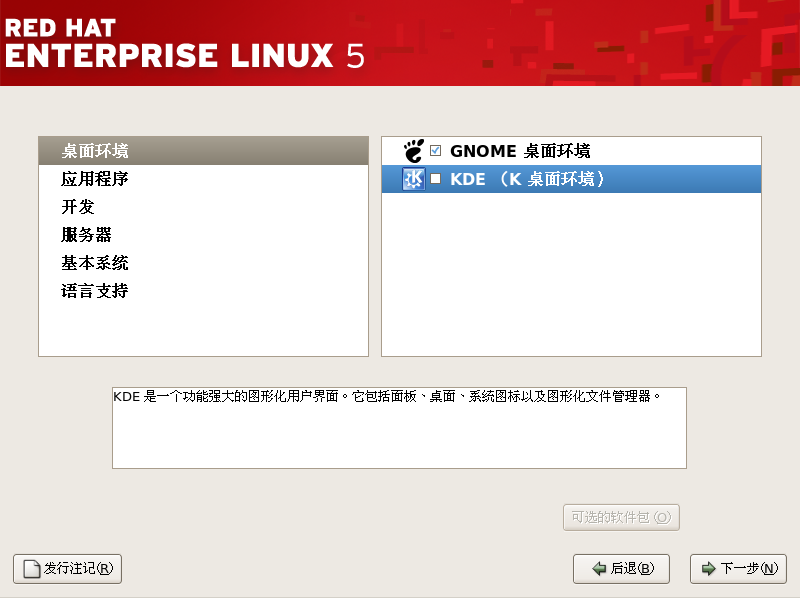 RED HAT
ENTERPRISE LINUX 5
桌面环境
应用程序
开发
服务器
基本系统
语言支持
GNOME 桌面环境
KDE （K 桌面环境）
KDE 是一个功能强大的图形化用户界面。它包括面板、桌面、系统图标以及图形化文件管理器。
可选的软件包 (O)
发行注记(R)
后退(B)
下一步(N)